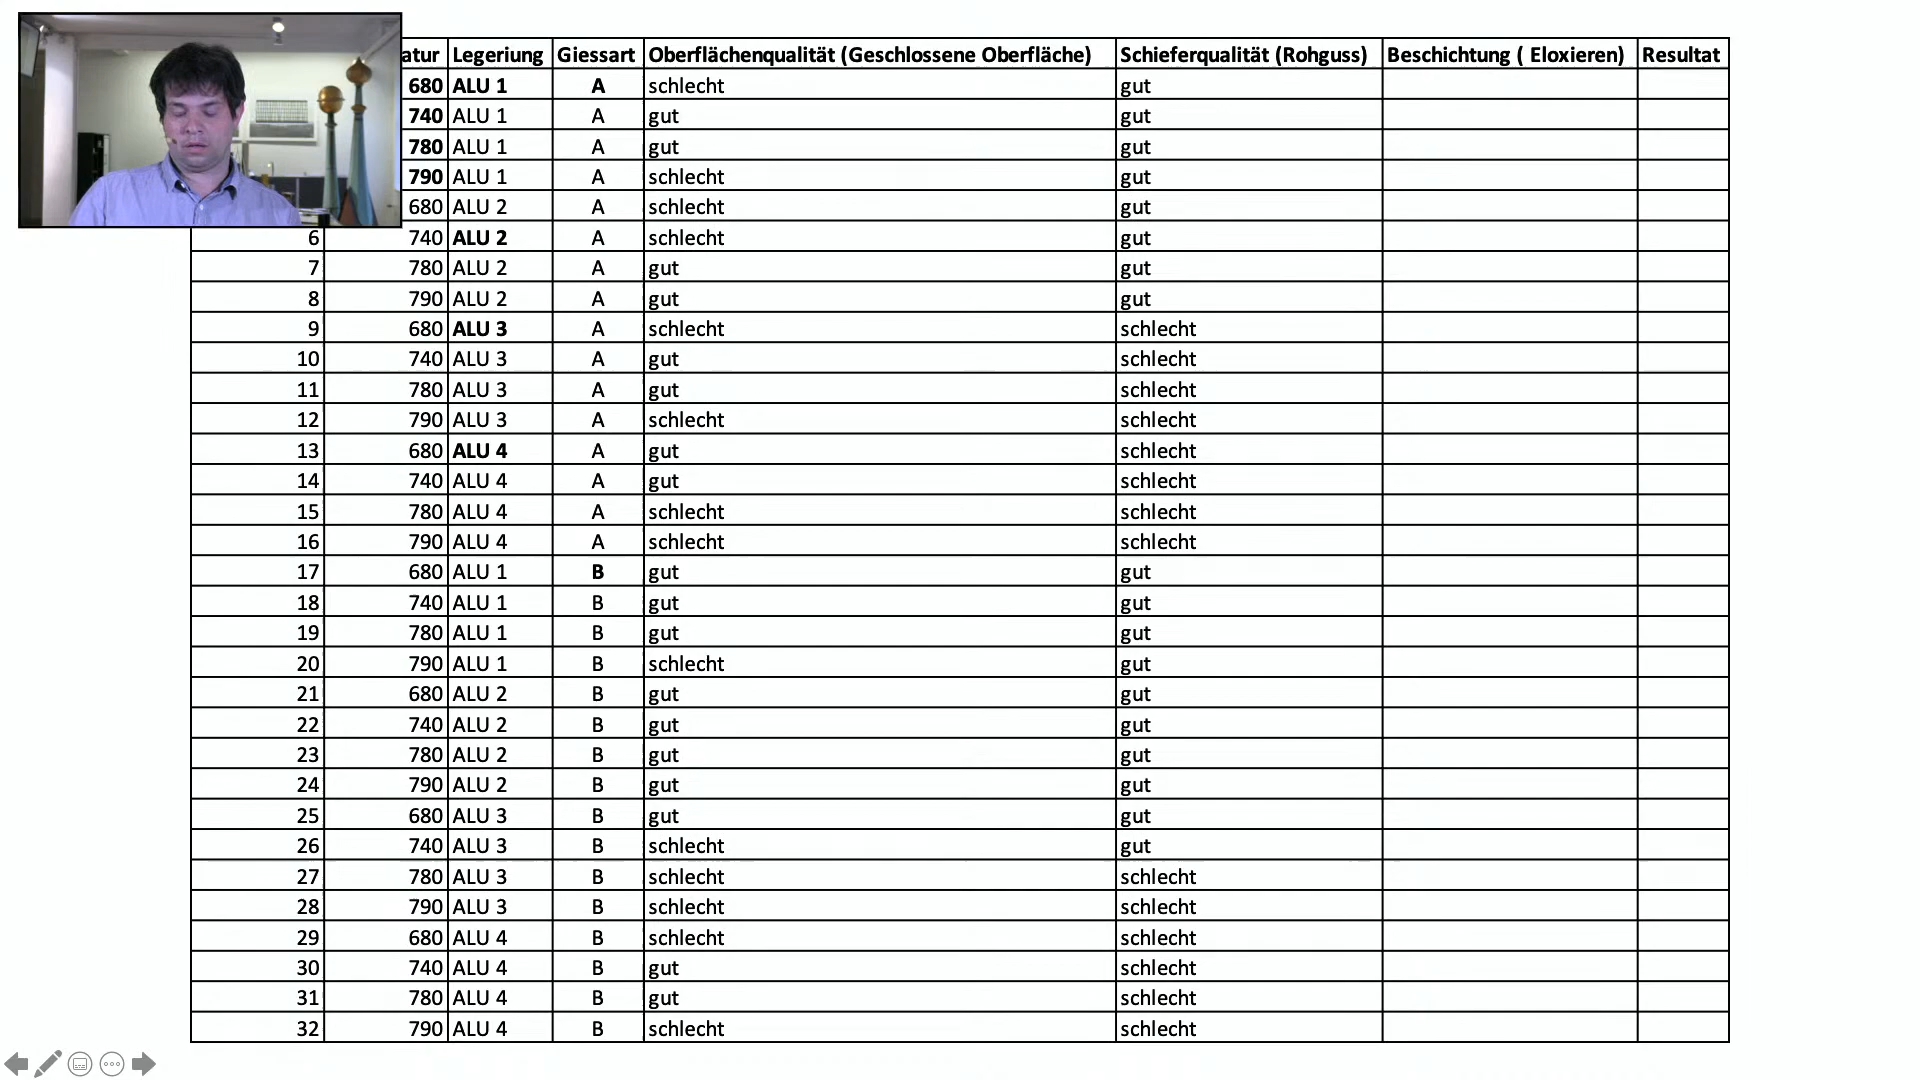 atur Legeriung Giessart Oberflächenqualität (Geschlossene Oberfläche) Schieferqualität (Rohguss) Beschichtung ( Eloxieren) Resultat
680 ALU 1 A schlecht gut
740 ALU 1 A gut gut
780 ALU 1 A gut gut
790 ALU 1 A schlecht gut
680 ALU 2 A schlecht gut
6 740 ALU 2 A schlecht gut
7 780 ALU 2 A gut gut
8 790 ALU 2 A gut gut
9 680 ALU 3 A schlecht schlecht
10 740 ALU 3 A gut schlecht
11 780 ALU 3 A gut schlecht
12 790 ALU 3 A schlecht schlecht
13 680 ALU 4 A gut schlecht
14 740 ALU 4 A gut schlecht
15 780 ALU 4 A schlecht schlecht
16 790 ALU 4 A schlecht schlecht
17 680 ALU 1 B gut gut
18 740 ALU 1 B gut gut
19 780 ALU 1 B gut gut
20 790 ALU 1 B schlecht gut
21 680 ALU 2 B gut gut
22 740 ALU 2 B gut gut
23 780 ALU 2 B gut gut
24 790 ALU 2 B gut gut
25 680 ALU 3 B gut gut
26 740 ALU 3 B schlecht gut
27 780 ALU 3 B schlecht schlecht
28 790 ALU 3 B schlecht schlecht
29 680 ALU 4 B schlecht schlecht
30 740 ALU 4 B gut schlecht
31 780 ALU 4 B gut schlecht
32 790 ALU 4 B schlecht schlecht